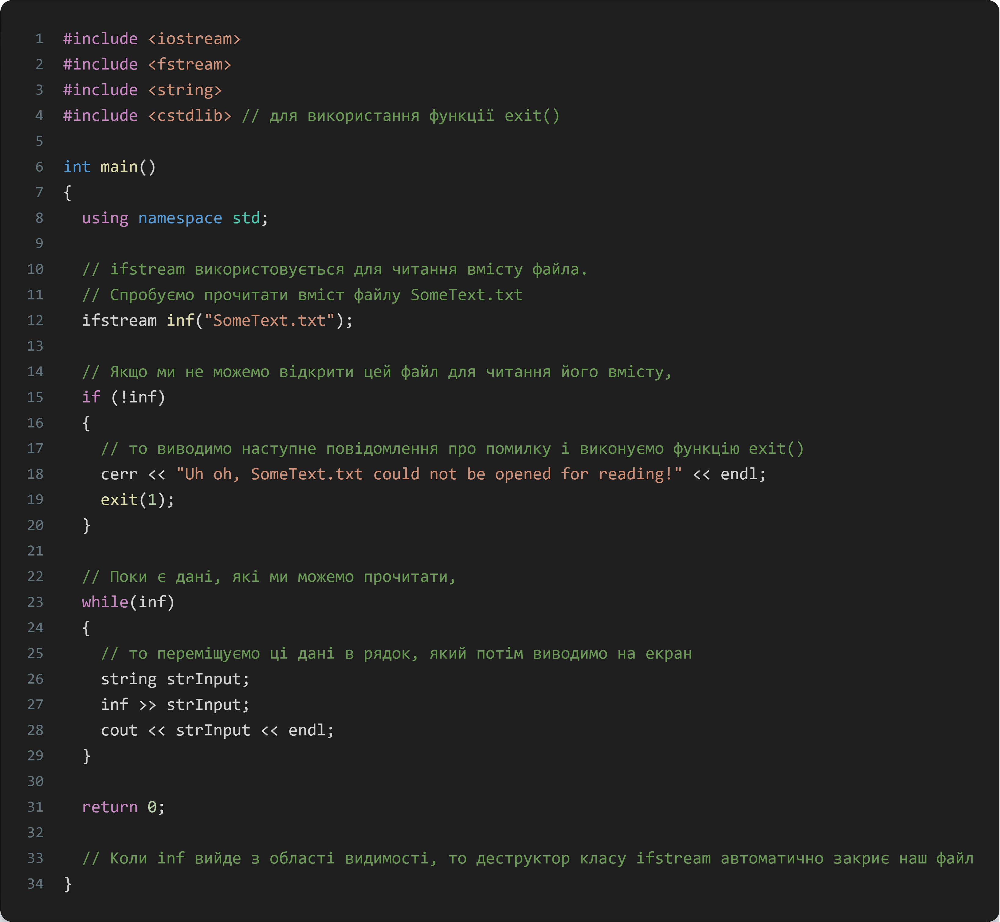 1 #include <iostream>
2 #include <fstream>
3 #include <string>
4 #include <cstdlib> // для використання функції exit()
5
6 int main()
7 {
8   using namespace std;
9
10   // ifstream використовується для читання вмісту файла.
11   // Спробуємо прочитати вміст файлу SomeText.txt
12   ifstream inf("SomeText.txt");
13
14   // Якщо ми не можемо відкрити цей файл для читання його вмісту,
15   if (!inf)
16   {
17     // то виводимо наступне повідомлення про помилку і виконуємо функцію exit()
18     cerr << "Uh oh, SomeText.txt could not be opened for reading!" << endl;
19     exit(1);
20   }
21
22   // Поки є дані, які ми можемо прочитати,
23   while(inf)
24   {
25     // то переміщуємо ці дані в рядок, який потім виводимо на екран
26     string strInput;
27     inf >> strInput;
28     cout << strInput << endl;
29   }
30
31   return 0;
32
33   // Коли inf вийде з області видимості, то деструктор класу ifstream автоматично закриє наш файл
34 }